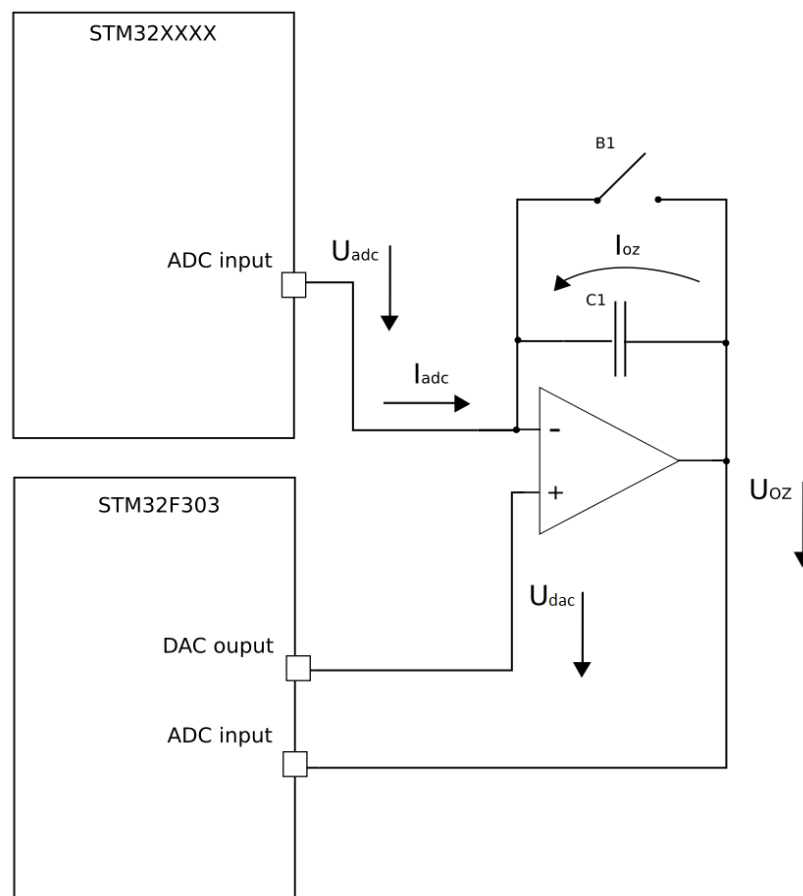 STM32XXXX
B1
ADC input
Uadc
Ioz
C1
Iadc
-
+
STM32F303
UOZ
Udac
DAC ouput
ADC input